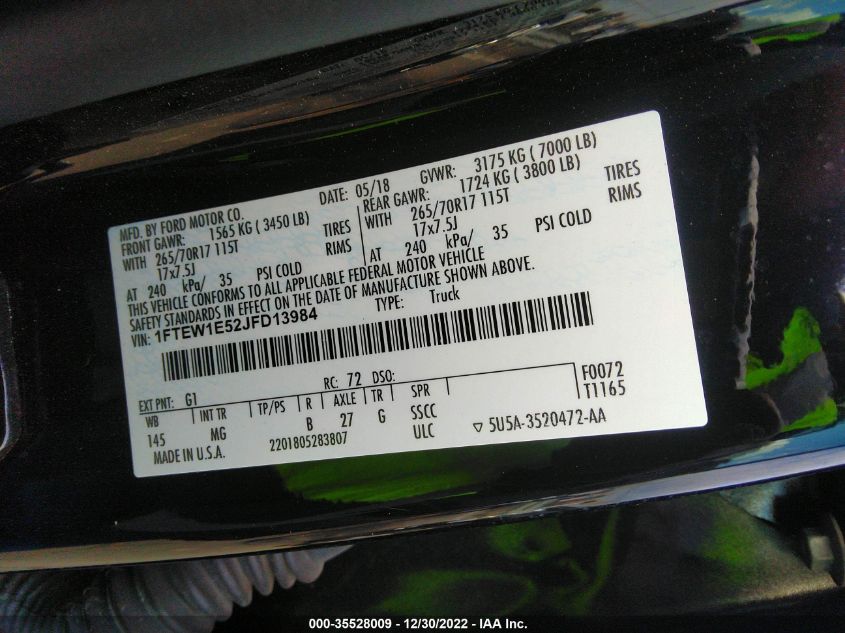 MFD. BY FORD MOTOR CO.
DATE: 05/18 GVWR: 3175 KG ( 7000 LB)
FRONT GAWR: 1565 KG ( 3450 LB) REAR GAWR: 1724 KG ( 3800 LB)
WITH 265/70R17 115T TIRES WITH 265/70R17 115T TIRES
17x7.5J RIMS 17x7.5J RIMS
AT 240 kPa/ 35 PSI COLD AT 240 kPa/ 35 PSI COLD
THIS VEHICLE CONFORMS TO ALL APPLICABLE FEDERAL MOTOR VEHICLE
SAFETY STANDARDS IN EFFECT ON THE DATE OF MANUFACTURE SHOWN ABOVE.
VIN: 1FTEW1E52JFD13984 TYPE: Truck
EXT PNT: G1 RC: 72 DSO: F0072
WB INT TR TP/PS R AXLE TR SPR T1165
145 MG B 27 G SSCC
MADE IN U.S.A. 2201805283807 ULC ▽ 5U5A-3520472-AA
000-35528009 - 12/30/2022 - IAA Inc.